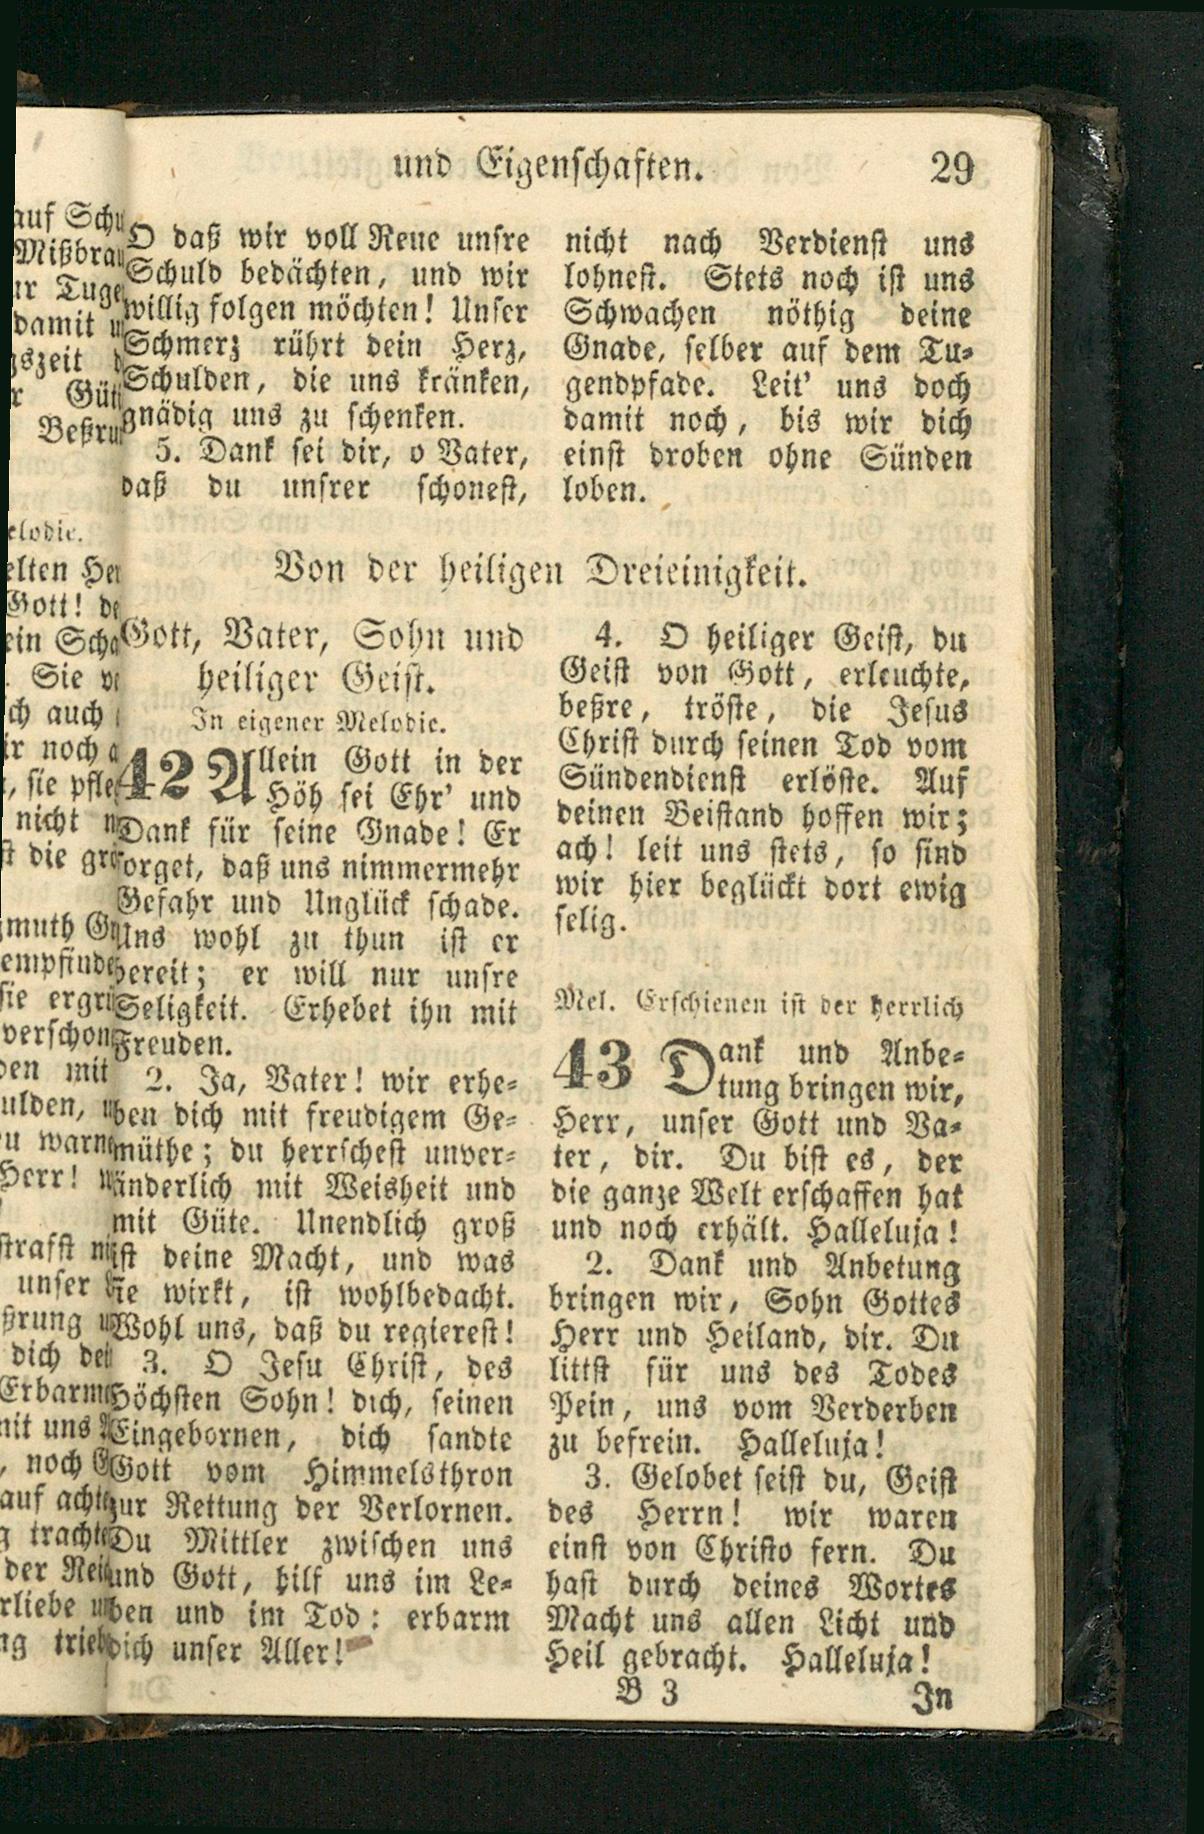 und Eigenschaften. 29
O daß wir voll Reue unsre
Schuld bedächten, und wir
willig folgen möchten! Unser
Schmerz rührt dein Herz,
Schulden, die uns kränken,
gnädig uns zu schenken.
5. Dank sei dir, o Vater,
daß du unsrer schonest,
nicht nach Verdienst uns
lohnest. Stets noch ist uns
Schwachen nöthig deine
Gnade, selber auf dem Tu-
gendpfade. Leit' uns doch
damit noch, bis wir dich
einst droben ohne Sünden
loben.
Von der heiligen Dreieinigkeit.
Gott, Vater, Sohn und
heiliger Geist.
In eigener Melodie.
42 Allein Gott in der
Höh sei Ehr' und
Dank für seine Gnade! Er
orget, daß uns nimmermehr
Gefahr und Unglück schade.
Uns wohl zu thun ist er
bereit; er will nur unsre
Seligkeit. Erhebet ihn mit
Freuden.
2. Ja, Vater! wir erhe-
ben dich mit freudigem Ge-
müthe; du herrschest unver-
änderlich mit Weisheit und
mit Güte. Unendlich groß
ist deine Macht, und was
sie wirkt, ist wohlbedacht.
Wohl uns, daß du regierest!
3. O Jesu Christ, des
Höchsten Sohn! dich, seinen
Eingebornen, dich sandte
Gott vom Himmelsthron
zur Rettung der Verlornen.
Du Mittler zwischen uns
und Gott, hilf uns im Le-
ben und im Tod: erbarm
dich unser Aller!
4. O heiliger Geist, du
Geist von Gott, erleuchte,
beßre, tröste, die Jesus
Christ durch seinen Tod vom
Sündendienst erlöste. Auf
deinen Beistand hoffen wir;
ach! leit uns stets, so sind
wir hier beglückt dort ewig
selig.
Mel. Erschienen ist der herrlich
43 Dank und Anbe-
tung bringen wir,
Herr, unser Gott und Va-
ter, dir. Du bist es, der
die ganze Welt erschaffen hat
und noch erhält. Halleluja!
2. Dank und Anbetung
bringen wir, Sohn Gottes
Herr und Heiland, dir. Du
littst für uns des Todes
Pein, uns vom Verderben
zu befrein. Halleluja!
3. Gelobet seist du, Geist
des Herrn! wir waren
einst von Christo fern. Du
hast durch deines Wortes
Macht uns allen Licht und
Heil gebracht. Halleluja!
B 3 In